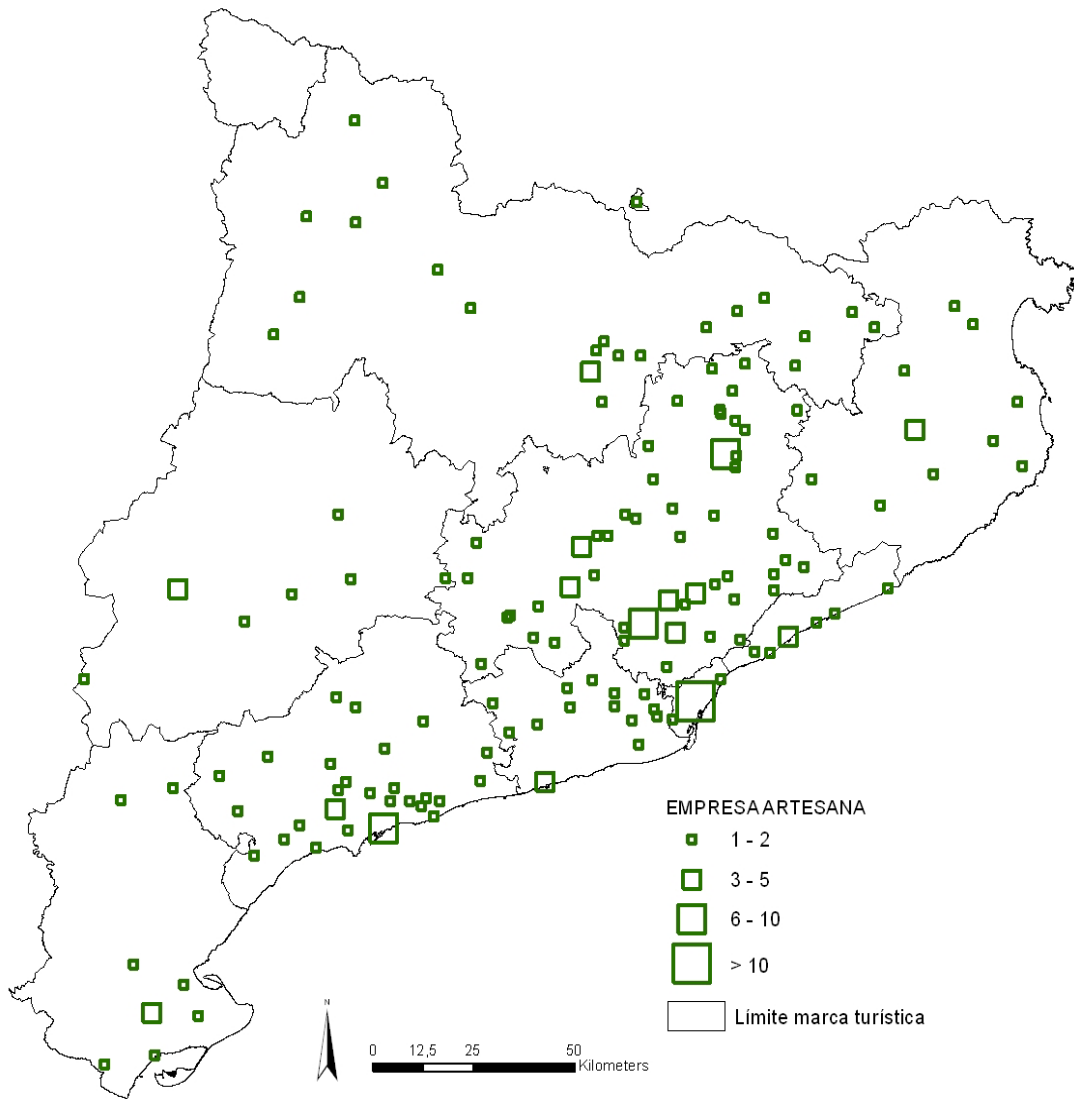 EMPRESA ARTESANA
1 - 2
3 - 5
6 - 10
> 10
Límite marca turística
N
0 12,5 25 50
Kilometers